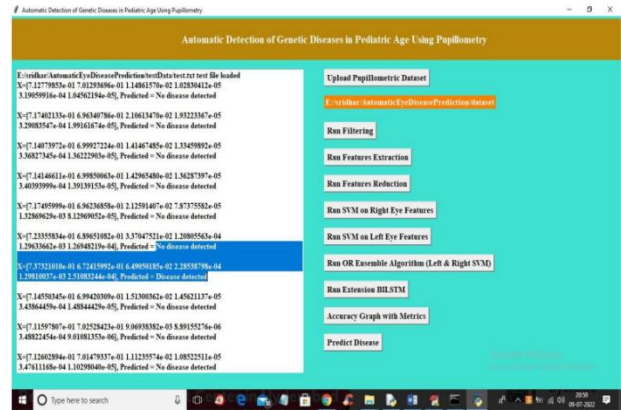 Automatic Detection of Genetic Diseases in Pediatric Age Using Pupillometry
Automatic Detection of Genetic Diseases in Pediatric Age Using Pupillometry
E:/sridhar/AutomaticEyeDiseasePrediction/testData/test.txt test file loaded
X=[7.12779853e-01 7.01293696e-01 1.14861570e-02 1.02830412e-05
3.19059916e-04 1.04562194e-05], Predicted = No disease detected
X=[7.17402133e-01 6.96340786e-01 2.10613470e-02 1.93223367e-05
3.29083547e-04 1.99161674e-05], Predicted = No disease detected
X=[7.14073972e-01 6.99927224e-01 1.41467485e-02 1.33459892e-05
3.36827345e-04 1.36222903e-05], Predicted = No disease detected
X=[7.14146611e-01 6.99850063e-01 1.42965480e-02 1.36287397e-05
3.40393999e-04 1.39139153e-05], Predicted = No disease detected
X=[7.17495999e-01 6.96236858e-01 2.12591407e-02 7.87375582e-05
1.32869629e-03 8.12969052e-05], Predicted = No disease detected
X=[7.23355834e-01 6.89651082e-01 3.37047521e-02 1.20805563e-04
1.29633662e-03 1.26948219e-04], Predicted = No disease detected
X=[7.37321010e-01 6.72415992e-01 6.49050185e-02 2.28538798e-04
1.29810037e-03 2.51083244e-04], Predicted = Disease detected
X=[7.14550345e-01 6.99420309e-01 1.51300362e-02 1.45621137e-05
3.43864459e-04 1.48844429e-05], Predicted = No disease detected
X=[7.11597807e-01 7.02528423e-01 9.06938382e-03 8.89155276e-06
3.48822454e-04 9.01081353e-06], Predicted = No disease detected
X=[7.12602894e-01 7.01479337e-01 1.11235574e-02 1.08522511e-05
3.47611168e-04 1.10298040e-05], Predicted = No disease detected
Upload Pupillometric Dataset
E:/sridhar/AutomaticEyeDiseasePrediction/dataset
Run Filtering
Run Features Extraction
Run Features Reduction
Run SVM on Right Eye Features
Run SVM on Left Eye Features
Run OR Ensemble Algorithm (Left & Right SVM)
Run Extension BILSTM
Accuracy Graph with Metrics
Predict Disease
Type here to search
20:59
09-07-2022